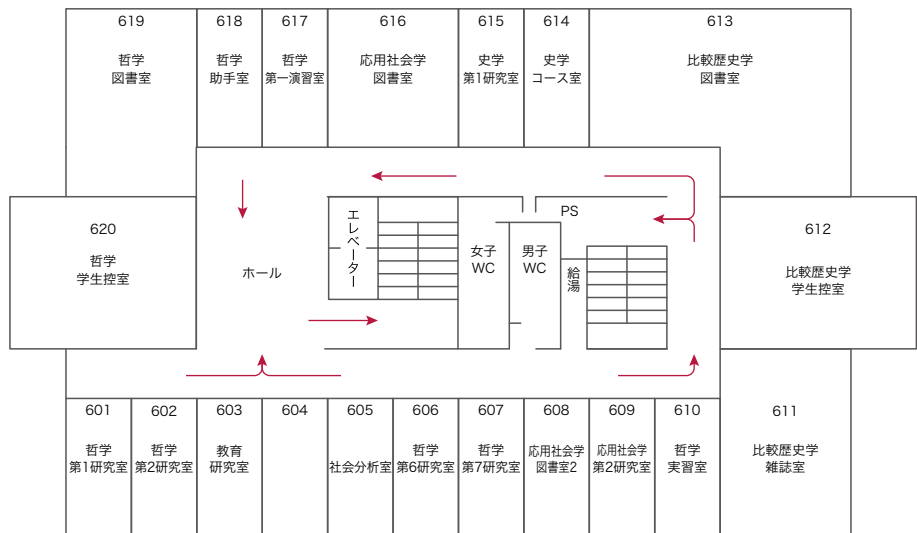 619
哲学
図書室
618
哲学
助手室
617
哲学
第一演習室
616
応用社会学
図書室
615
史学
第1研究室
614
史学
コース室
613
比較歴史学
図書室
620
哲学
学生控室
ホール
エレベーター
女子
WC
男子
WC
PS
給湯
612
比較歴史学
学生控室
601
哲学
第1研究室
602
哲学
第2研究室
603
教育
研究室
604
605
社会分析室
606
哲学
第6研究室
607
哲学
第7研究室
608
応用社会学
図書室2
609
応用社会学
第2研究室
610
哲学
実習室
611
比較歴史学
雑誌室